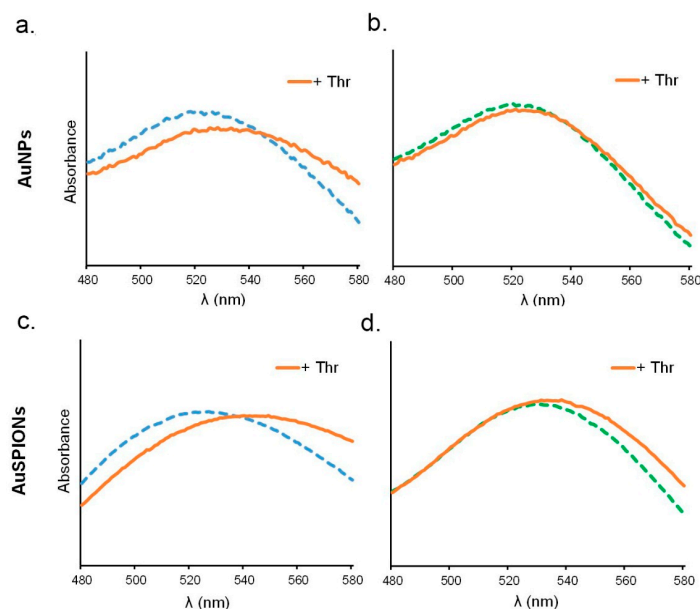 a.
b.
+ Thr
+ Thr
AuNPs
Absorbance
480 500 520 540 560 580
480 500 520 540 560 580
λ (nm)
λ (nm)
c.
d.
+ Thr
+ Thr
AuSPIONs
Absorbance
480 500 520 540 560 580
480 500 520 540 560 580
λ (nm)
λ (nm)